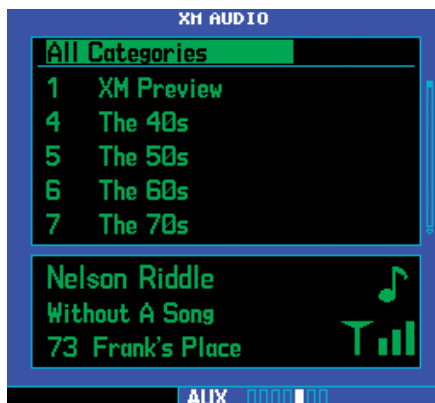 XM AUDIO
All Categories
1 XM Preview
4 The 40s
5 The 50s
6 The 60s
7 The 70s
Nelson Riddle
Without A Song
73 Frank's Place
AUX